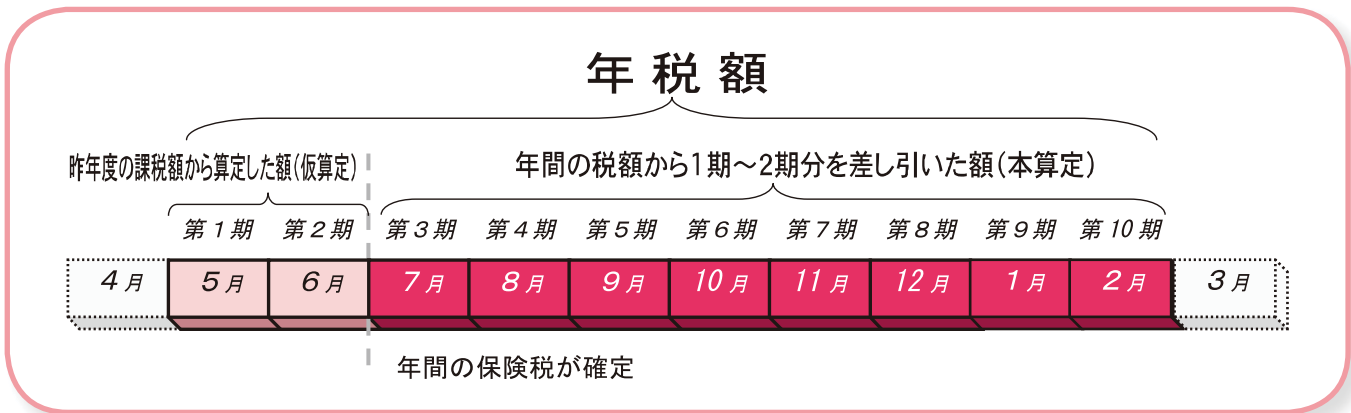 年税額
昨年度の課税額から算定した額(仮算定)
年間の税額から1期〜2期分を差し引いた額(本算定)
第1期 第2期 第3期 第4期 第5期 第6期 第7期 第8期 第9期 第10期
4月 5月 6月 7月 8月 9月 10月 11月 12月 1月 2月 3月
年間の保険税が確定